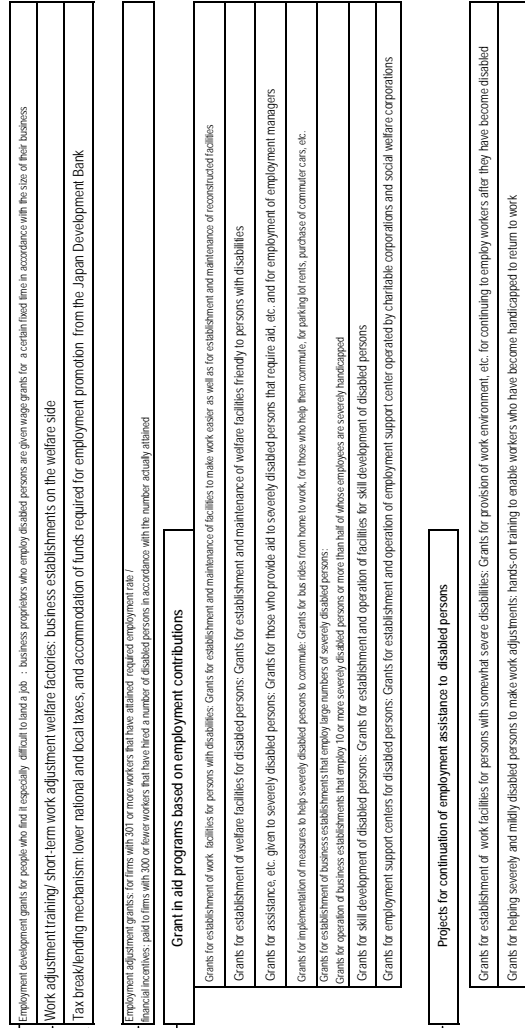 Employment development grants for people who find it especially difficult to land a job : business proprietors who employ disabled persons are given wage grants for a certain fixed time in accordance with the size of their business
Work adjustment training/ short-term work adjustment welfare factories: business establishments on the welfare side
Tax break/lending mechanism: lower national and local taxes, and accommodation of funds required for employment promotion from the Japan Development Bank
Employment adjustment grantss: for firms with 301 or more workers that have attained required employment rate /
financial incentives: paid to firms with 300 or fewer workers that have hired a number of disabled persons in accordance with the number actually attained
Grant in aid programs based on employment contributions
Grants for establishment of work facilities for persons with disabilities: Grants for establishment and maintenance of facilities to make work easier as well as for establishment and maintenance of reconstructed facilities
Grants for establishment of welfare facilities for disabled persons: Grants for establishment and maintenance of welfare facilities friendly to persons with disabilities
Grants for assistance, etc. given to severely disabled persons: Grants for those who provide aid to severely disabled persons that require aid, etc. and for employment of employment managers
Grants for implementation of measures to help severely disabled persons to commute: Grants for bus rides from home to work, for those who help them commute, for parking lot rents, purchase of commuter cars, etc.
Grants for establishment of business establishments that employ large numbers of severely disabled persons:
Grants for operation of business establishments that employ 10 or more severely disabled persons or more than half of whose employees are severely handicapped
Grants for skill development of disabled persons: Grants for establishment and operation of facilities for skill development of disabled persons
Grants for employment support centers for disabled persons: Grants for establishment and operation of employment support center operated by charitable corporations and social welfare corporations
Projects for continuation of employment assistance to disabled persons
Grants for establishment of work facilities for persons with somewhat severe disabilities: Grants for provision of work environment, etc. for continuing to employ workers after they have become disabled
Grants for helping severely and mildly disabled persons to make work adjustments: hands-on training to enable workers who have become handicapped to return to work